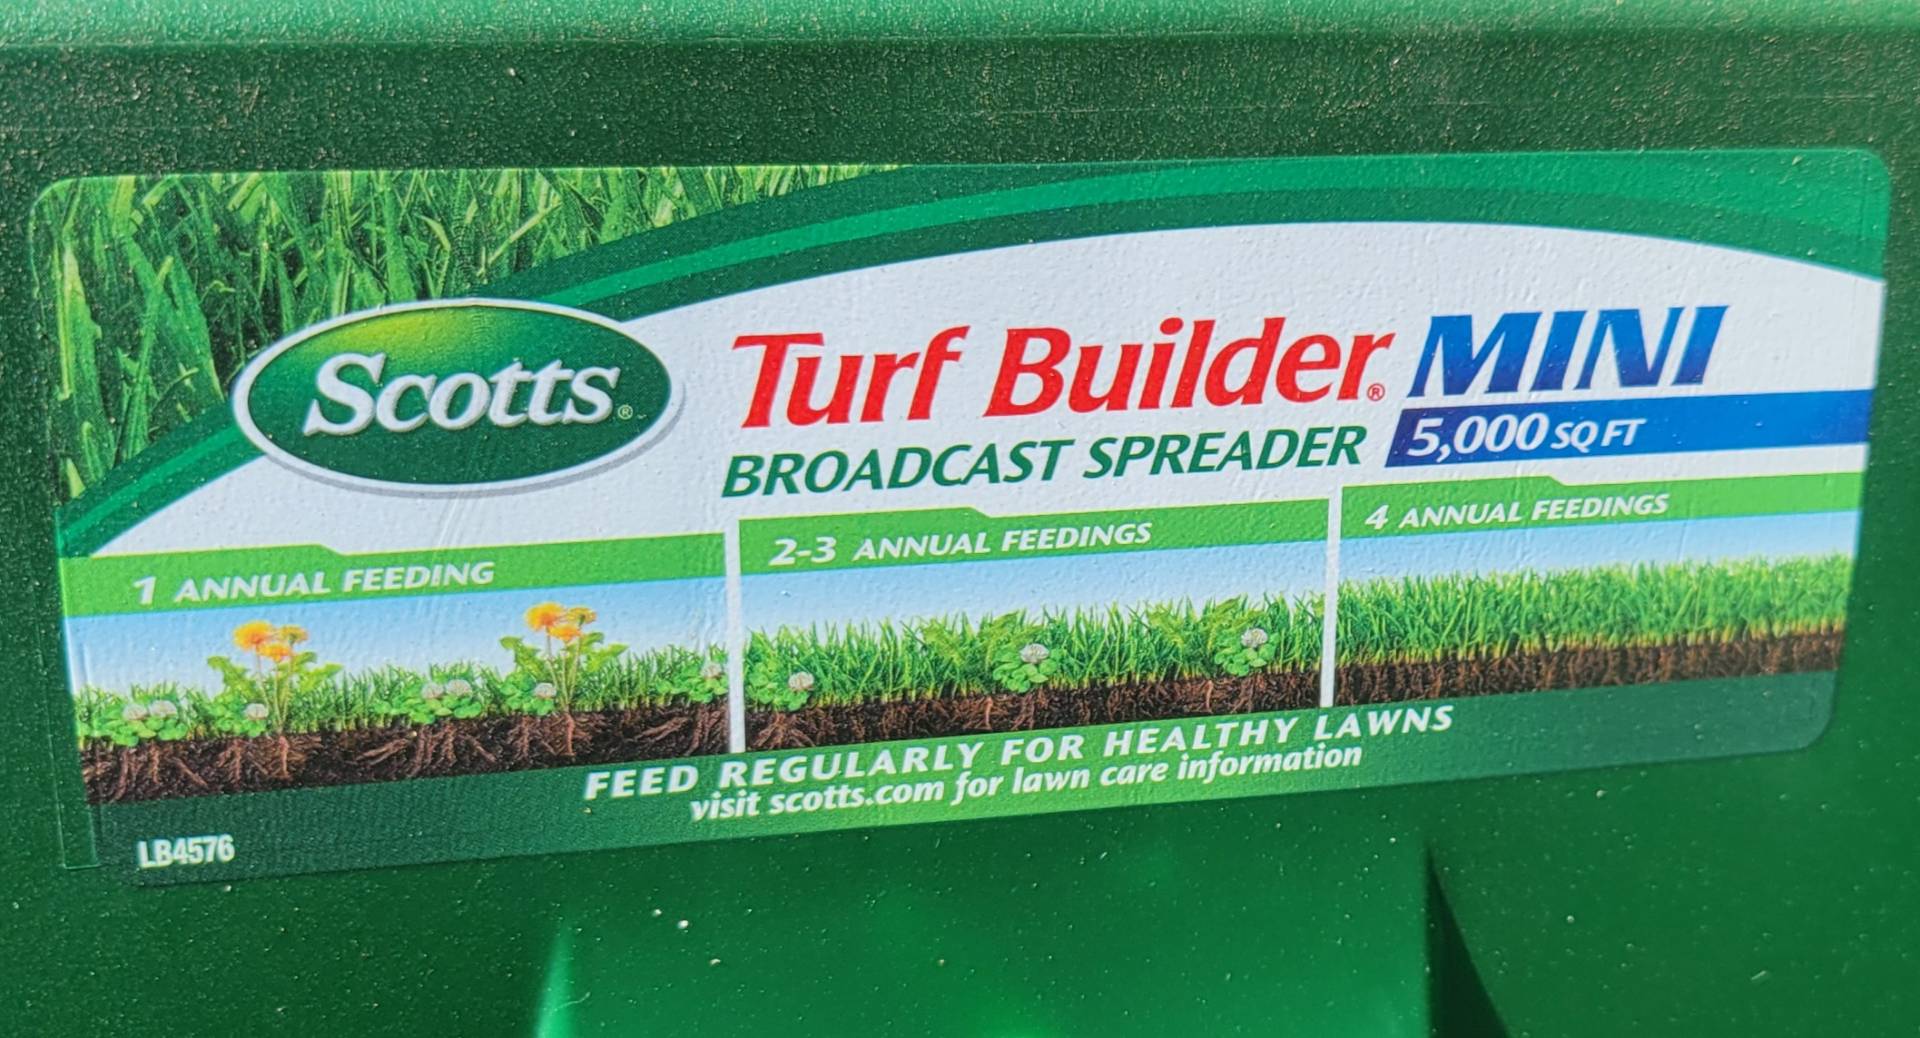 Scotts®
Turf Builder® MINI
BROADCAST SPREADER 5,000 SQ FT
1 ANNUAL FEEDING
2-3 ANNUAL FEEDINGS
4 ANNUAL FEEDINGS
FEED REGULARLY FOR HEALTHY LAWNS
visit scotts.com for lawn care information
LB4576